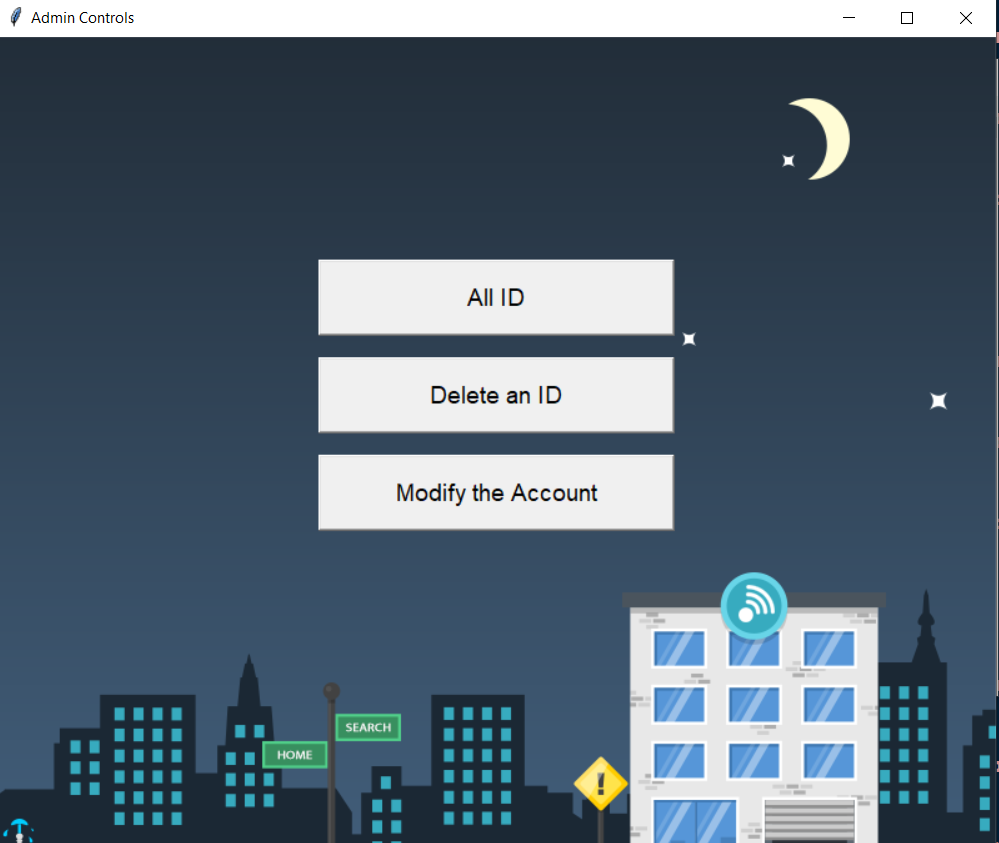 Admin Controls
All ID
Delete an ID
Modify the Account
SEARCH
HOME
!